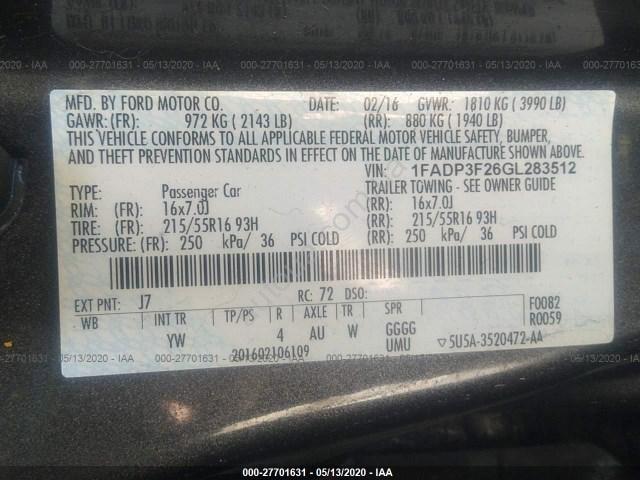 000-27701631 - 05/13/2020 - IAA
MFD. BY FORD MOTOR CO. DATE: 02/16 GVWR: 1810 KG ( 3990 LB)
GAWR: (FR): 972 KG ( 2143 LB) (RR): 880 KG ( 1940 LB)
THIS VEHICLE CONFORMS TO ALL APPLICABLE FEDERAL MOTOR VEHICLE SAFETY, BUMPER,
AND THEFT PREVENTION STANDARDS IN EFFECT ON THE DATE OF MANUFACTURE SHOWN ABOVE.
VIN: 1FADP3F26GL283512
TYPE: Passenger Car TRAILER TOWING - SEE OWNER GUIDE
RIM: (FR): 16x7.0J (RR): 16x7.0J
TIRE: (FR): 215/55R16 93H (RR): 215/55R16 93H
PRESSURE: (FR): 250 kPa/ 36 PSI COLD (RR): 250 kPa/ 36 PSI COLD
EXT PNT: J7 RC: 72 DSO: F0082
WB INT TR TP/PS R AXLE TR SPR R0059
YW 4 AU W GGGG
201602106109 UMU ▽5U5A-3520472-AA
000-27701631 - 05/13/2020 - IAA